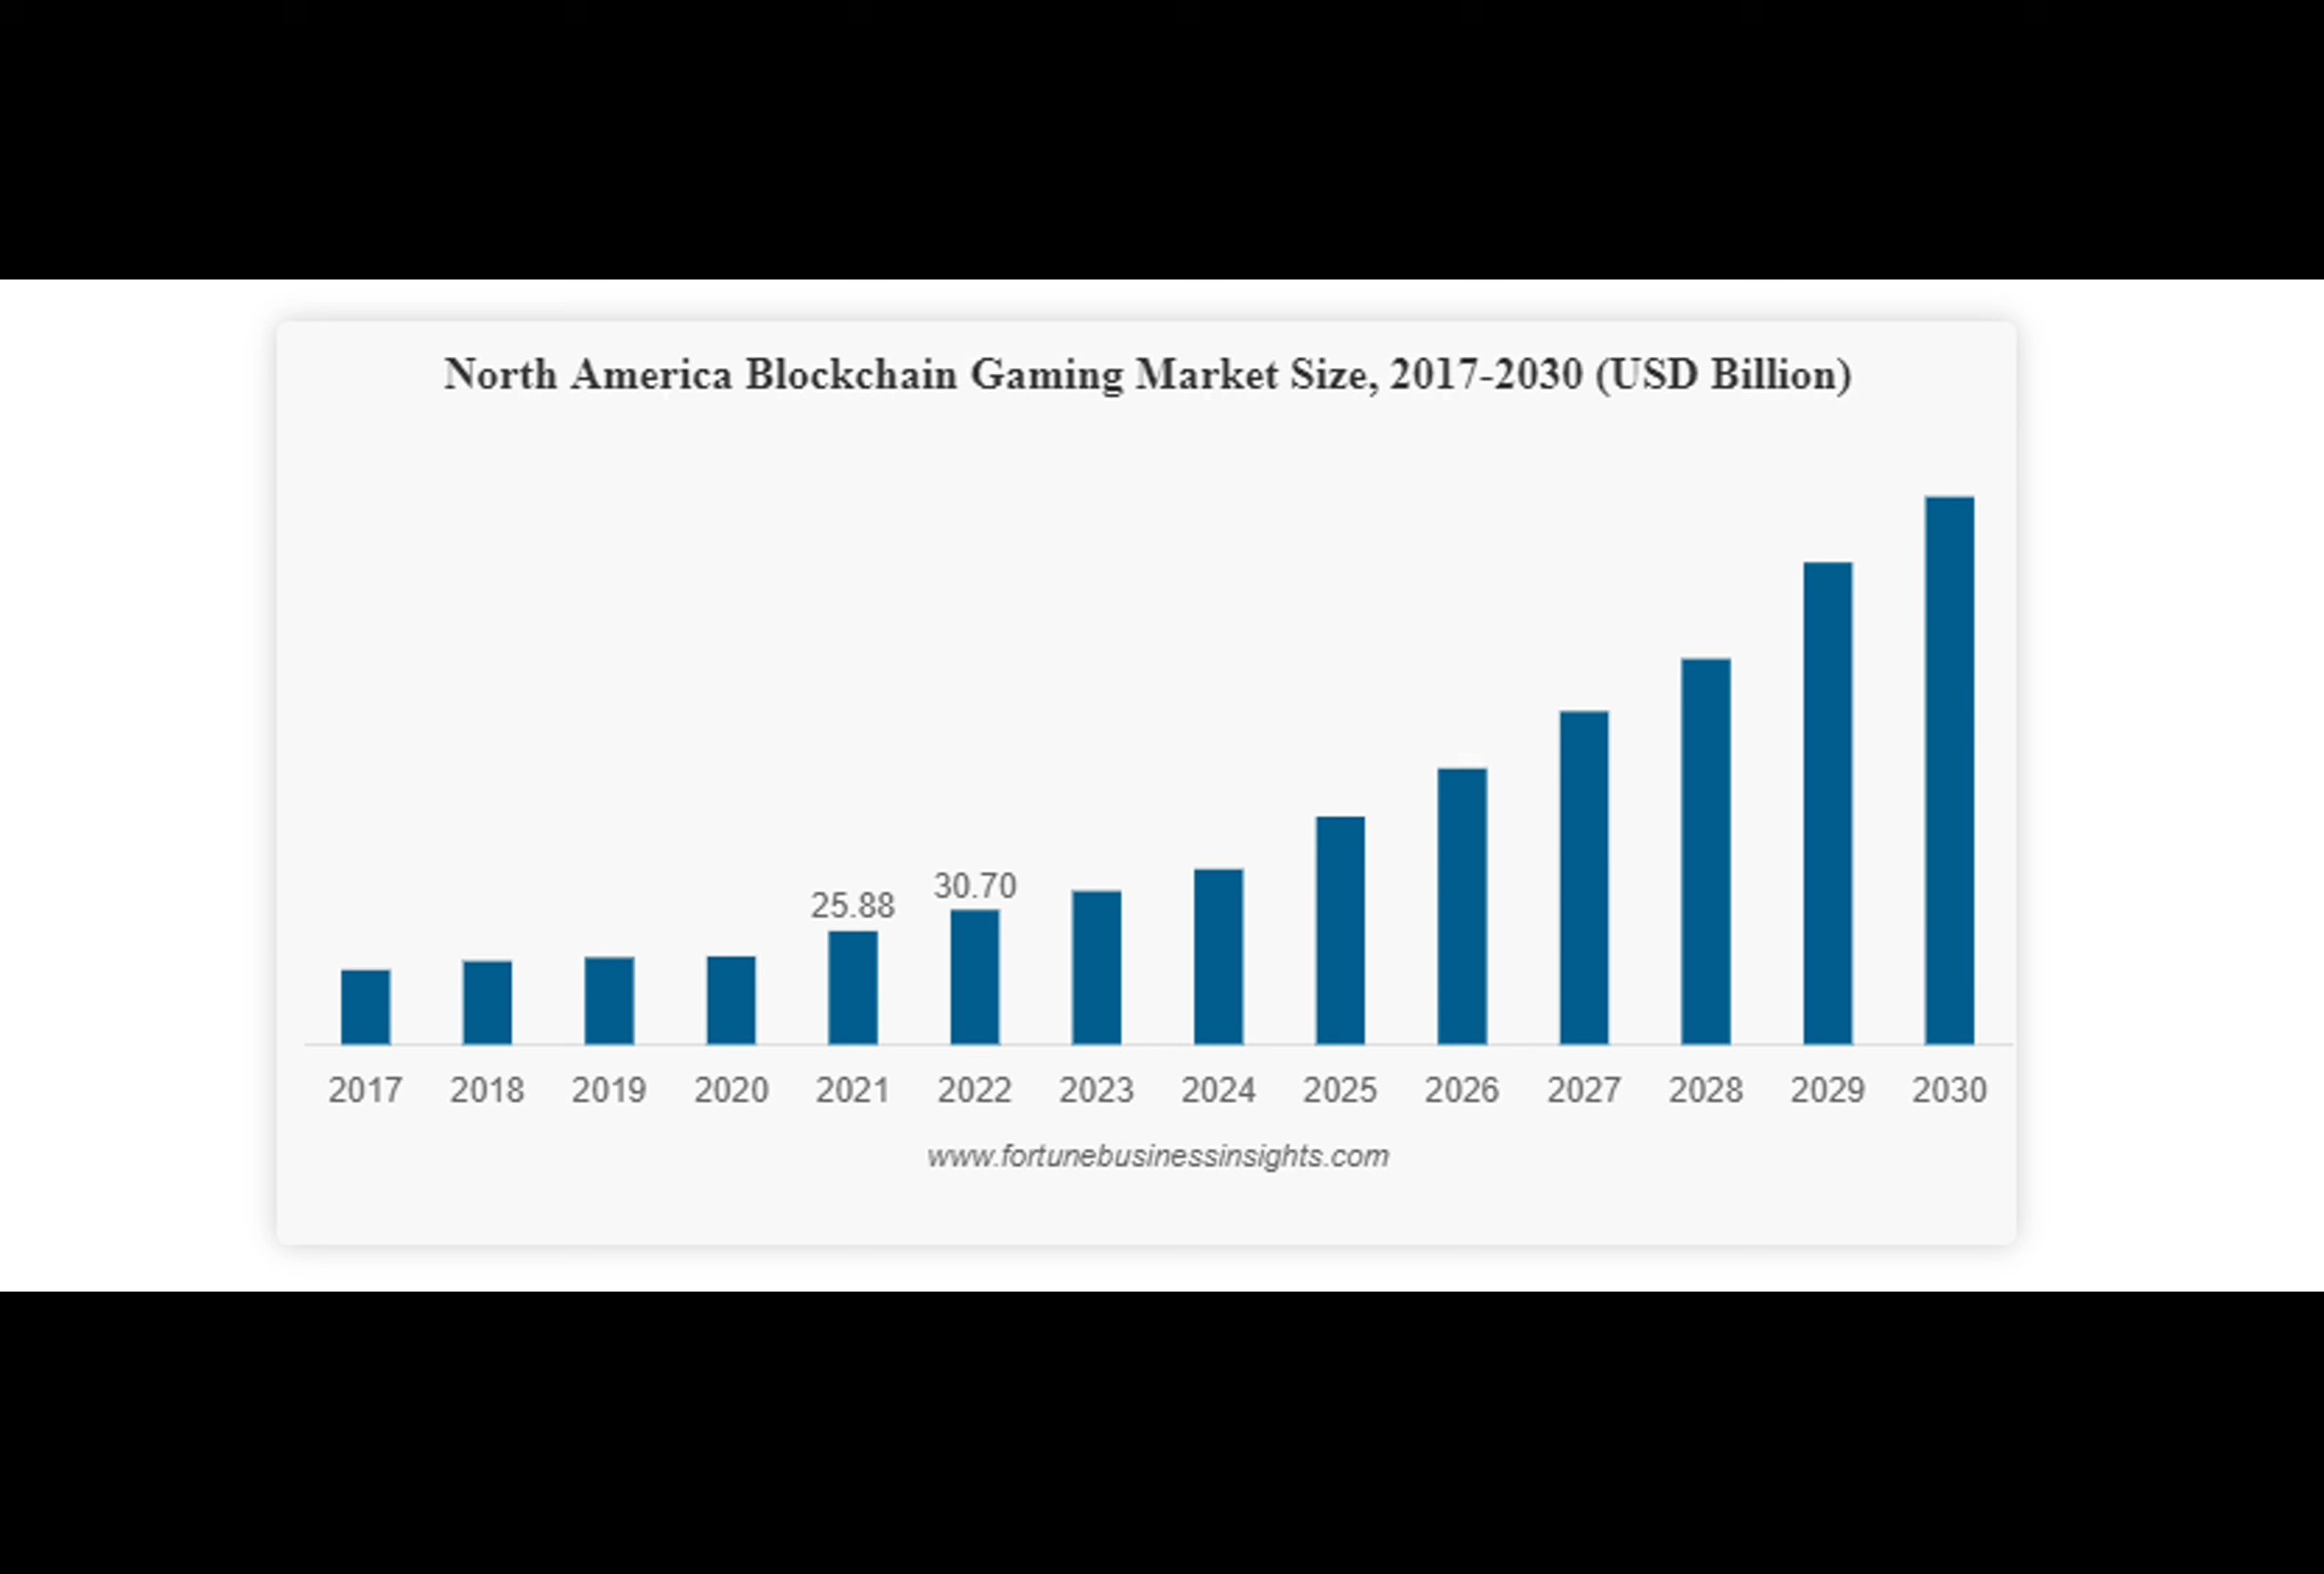 North America Blockchain Gaming Market Size, 2017-2030 (USD Billion)
25.88 30.70
2017 2018 2019 2020 2021 2022 2023 2024 2025 2026 2027 2028 2029 2030
www.fortunebusinessinsights.com